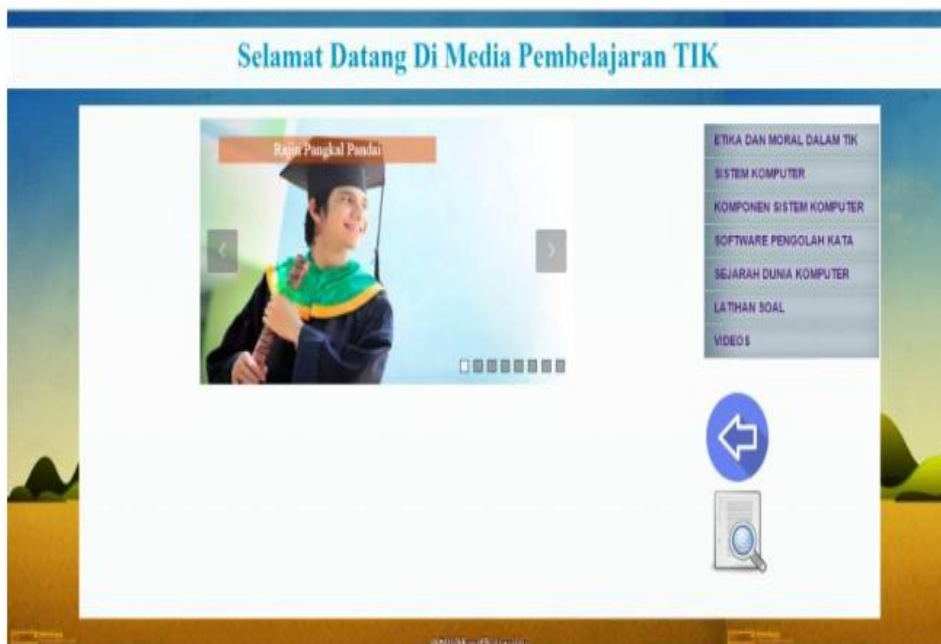 Selamat Datang Di Media Pembelajaran TIK
Rajin Pangkal Pandai
ETIKA DAN MORAL DALAM TIK
SISTEM KOMPUTER
KOMPONEN SISTEM KOMPUTER
SOFTWARE PENGOLAH KATA
SEJARAH DUNIA KOMPUTER
LATIHAN SOAL
VIDEOS